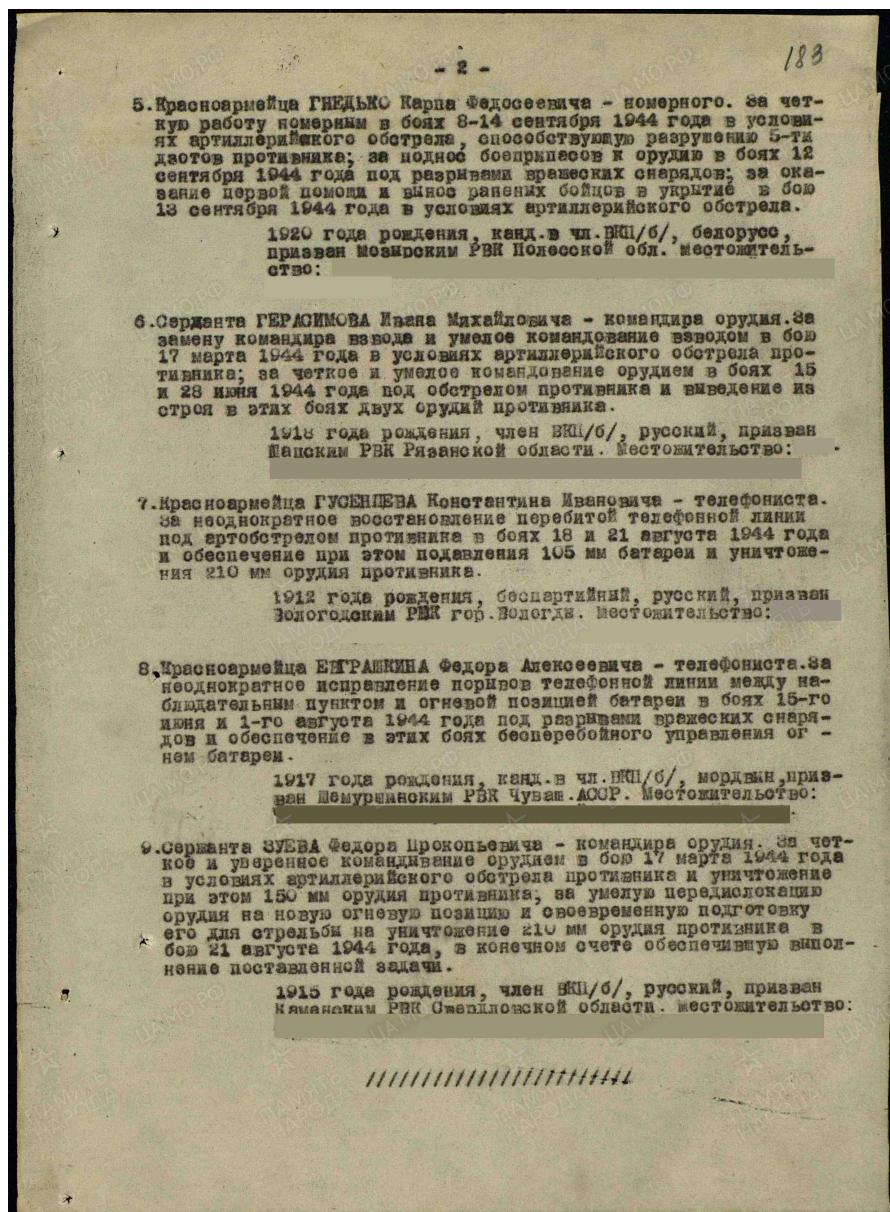 183
- 2 -
5.Красноармейца ГНЕДЬКО Карпа Федосеевича - номерного. За чет-
кую работу номерным в боях 8-14 сентября 1944 года в услови-
ях артиллерийского обстрела, способствующую разрушению 5-ти
дзотов противника; за поднос боеприпасов к орудию в боях 12
сентября 1944 года под разрывами вражеских снарядов; за ока-
зание первой помощи и вынос раненых бойцов в укрытие в бою
13 сентября 1944 года в условиях артиллерийского обстрела.
1920 года рождения, канд.в чл.ВКП/б/, белорусс,
призван Мозырским РВК Полесской обл. Местожитель-
ство:
6.Сержанта ГЕРАСИМОВА Ивана Михайловича - командира орудия.За
замену командира взвода и умелое командование взводом в бою
17 марта 1944 года в условиях артиллерийского обстрела про-
тивника; за четкое и умелое командование орудием в боях 15
и 28 июня 1944 года под обстрелом противника и выведение из
строя в этих боях двух орудий противника.
1918 года рождения, член ВКП/б/, русский, призван
Шацским РВК Рязанской области. Местожительство:
7.Красноармейца ГУСЕНЦЕВА Константина Ивановича - телефониста.
За неоднократное восстановление перебитой телефонной линии
под артобстрелом противника в боях 18 и 21 августа 1944 года
и обеспечение при этом подавления 105 мм батареи и уничтоже-
ния 210 мм орудия противника.
1912 года рождения, беспартийный, русский, призван
Вологодским РВК гор.Вологды. Местожительство:
8.Красноармейца ЕВГРАШКИНА Федора Алексеевича - телефониста.За
неоднократное исправление порывов телефонной линии между на-
блюдательным пунктом и огневой позицией батареи в боях 15-го
июня и 1-го августа 1944 года под разрывами вражеских снаря-
дов и обеспечение в этих боях бесперебойного управления ог -
нем батареи.
1917 года рождения, канд.в чл.ВКП/б/, мордвин,приз-
ван Шемуршинским РВК Чуваш.АССР. Местожительство:
9.Сержанта ЗУЕВА Федора Прокопьевича - командира орудия. За чет-
кое и уверенное командывание орудием в бою 17 марта 1944 года
в условиях артиллерийского обстрела противника и уничтожение
при этом 150 мм орудия противника; за умелую передислокацию
орудия на новую огневую позицию и своевременную подготовку
его для стрельбы на уничтожение 210 мм орудия противника в
бою 21 августа 1944 года, в конечном счете обеспечившую выпол-
нение поставленной задачи.
1915 года рождения, член ВКП/б/, русский, призван
Каманским РВК Свердловской области. Местожительство:
/////////////////////////